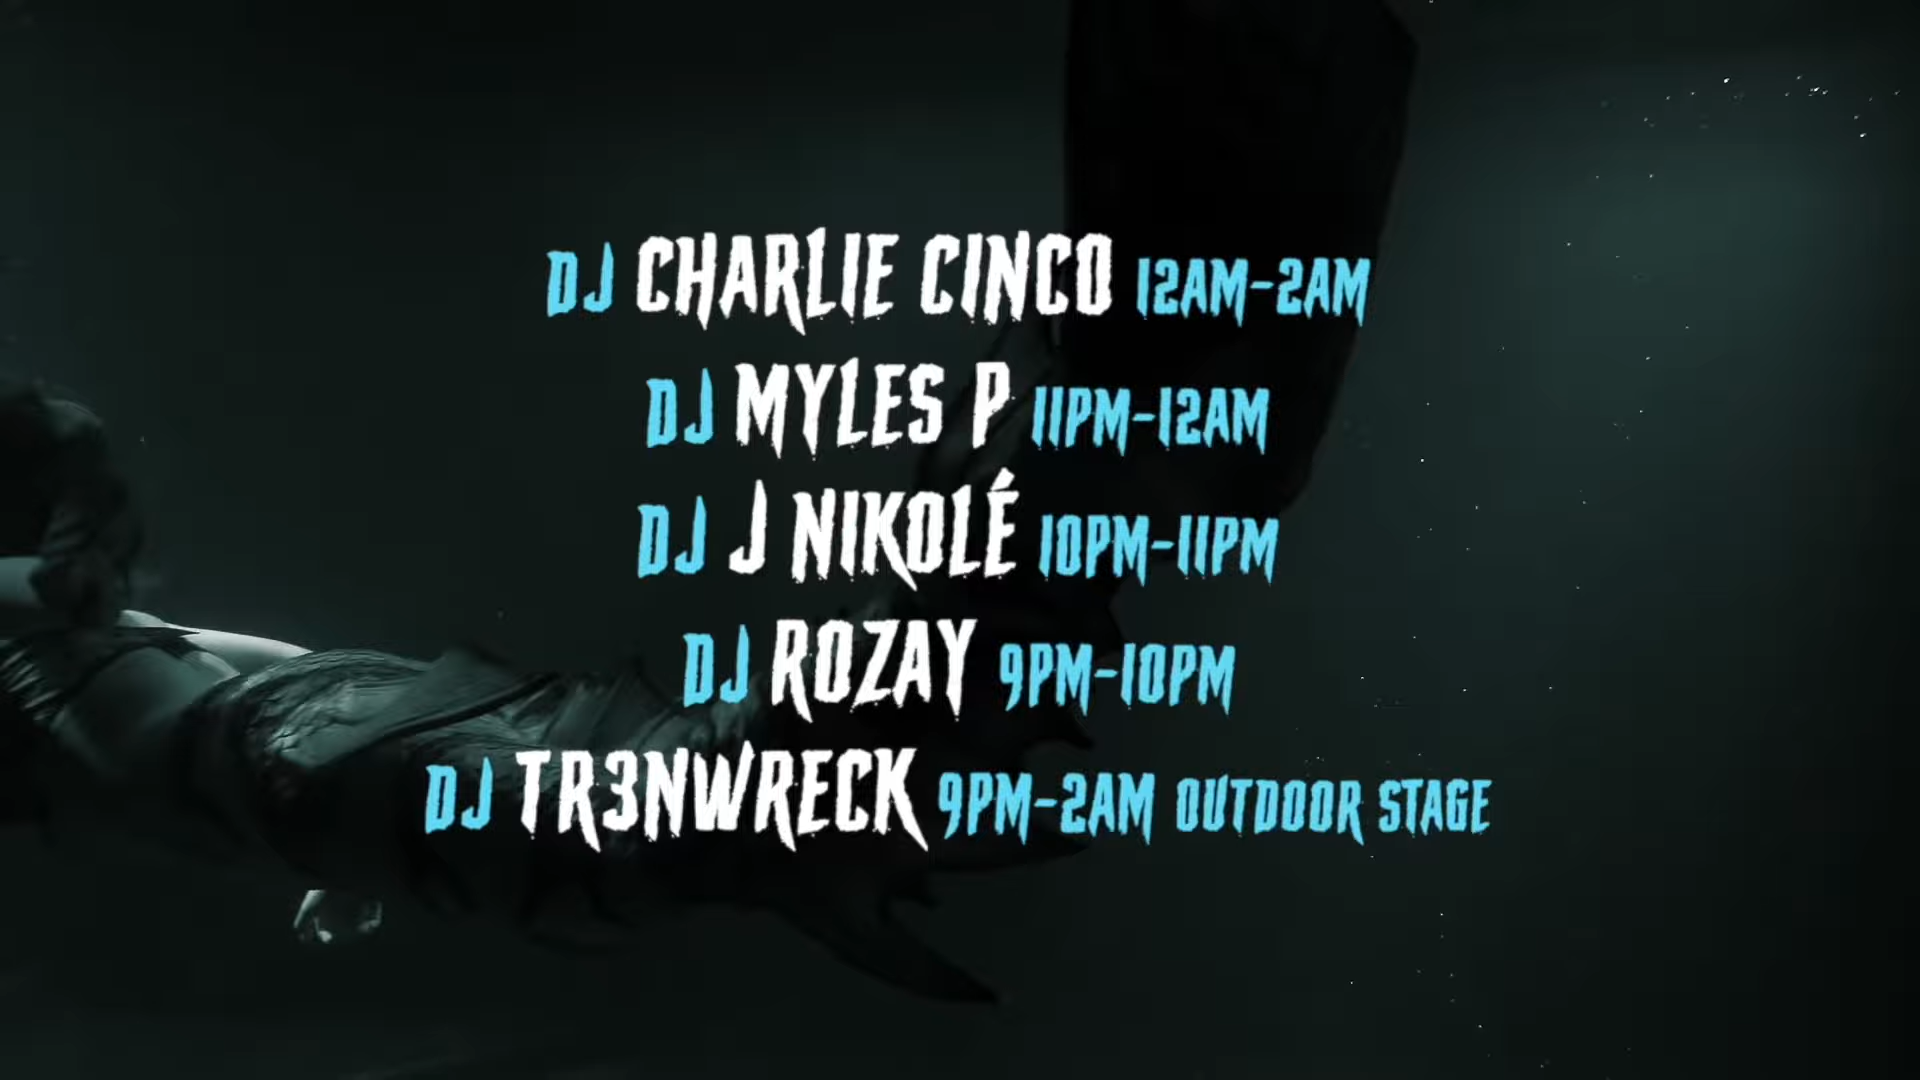 DJ CHARLIE CINCO 12AM-2AM
DJ MYLES P 11PM-12AM
DJ J NIKOLÉ 10PM-11PM
DJ ROZAY 9PM-10PM
DJ TR3NWRECK 9PM-2AM OUTDOOR STAGE